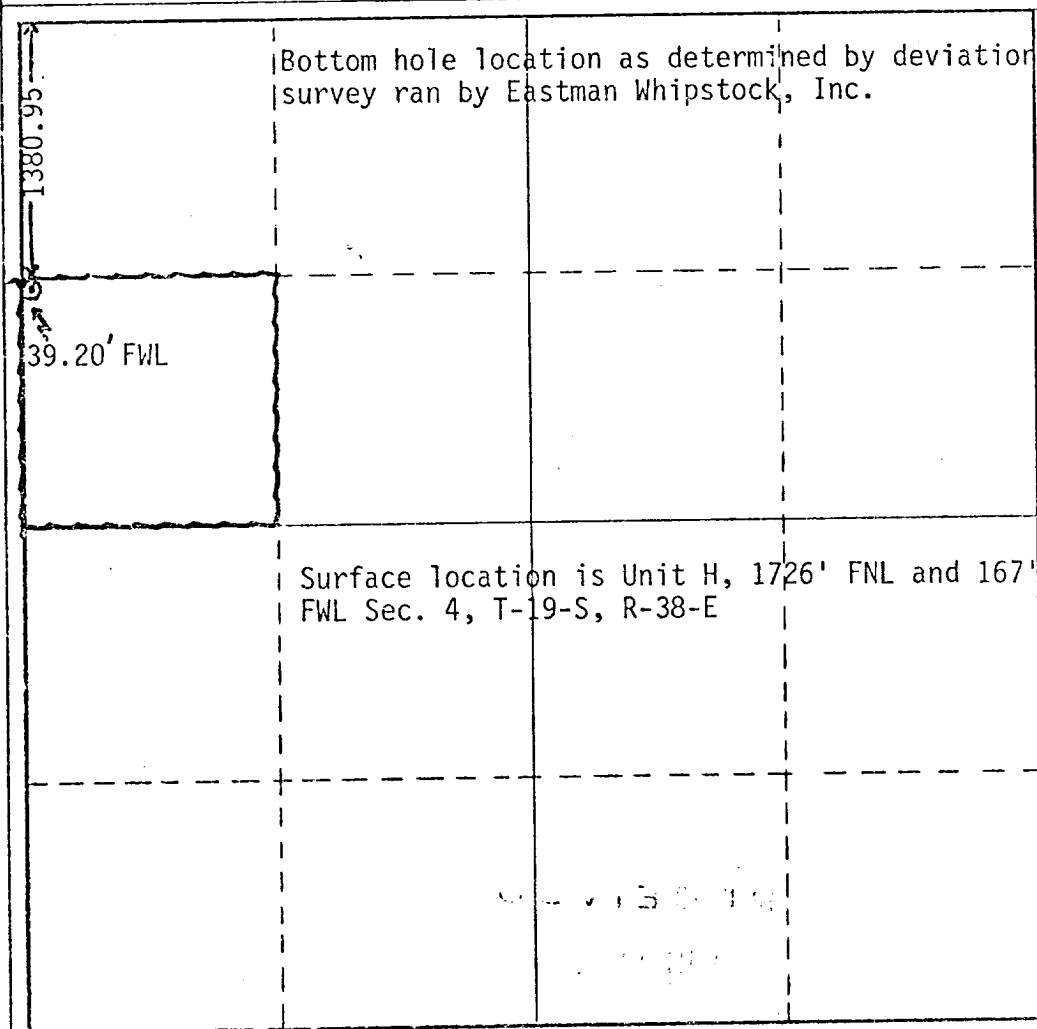 Bottom hole location as determined by deviation
survey ran by Eastman Whipstock, Inc.
1380.95
39.20' FWL
Surface location is Unit H, 1726' FNL and 167'
FWL Sec. 4, T-19-S, R-38-E